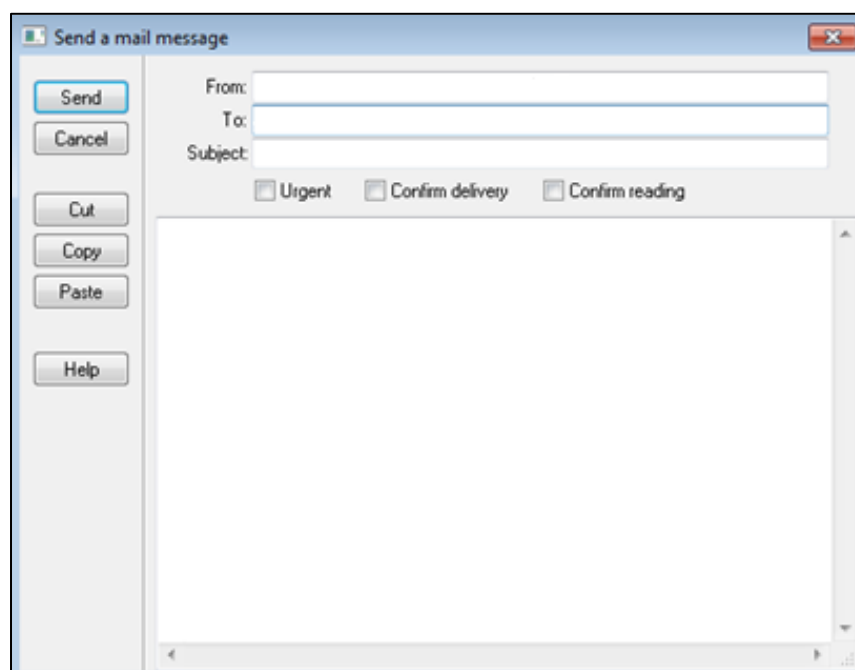 Send a mail message
Send
Cancel
Cut
Copy
Paste
Help
From:
To:
Subject:
Urgent Confirm delivery Confirm reading